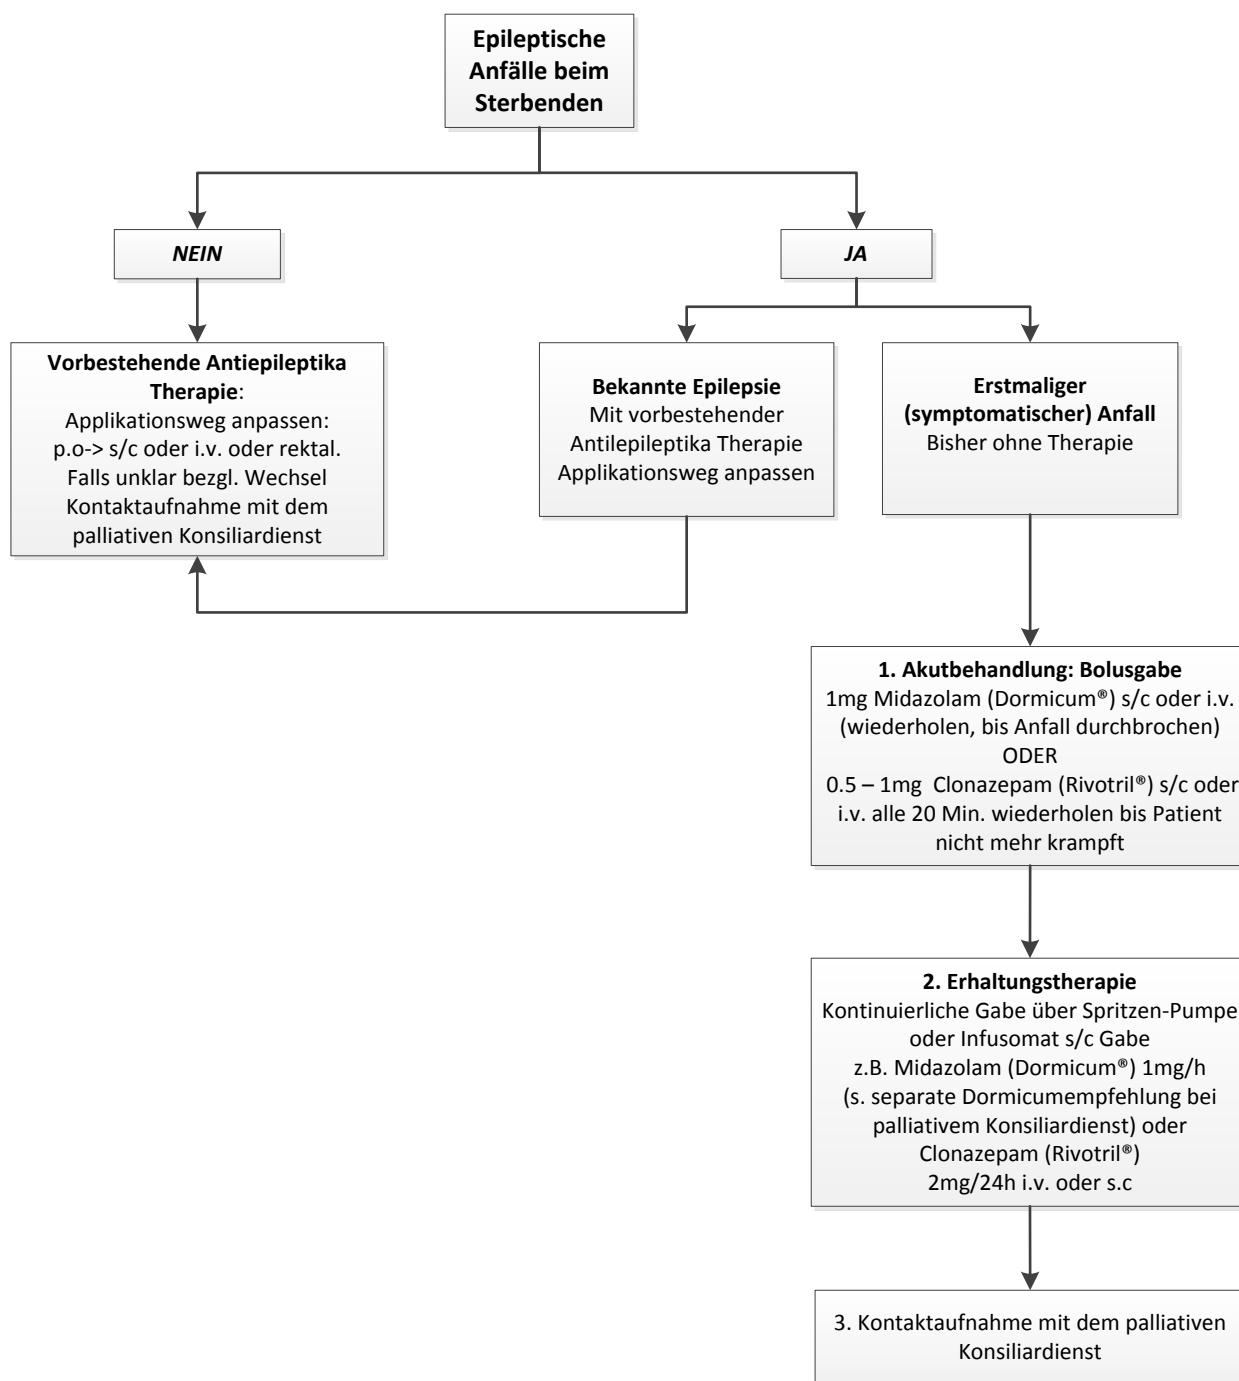 Epileptische
Anfälle beim
Sterbenden
NEIN
JA
Vorbestehende Antiepileptika
Therapie:
Applikationsweg anpassen:
p.o-> s/c oder i.v. oder rektal.
Falls unklar bezgl. Wechsel
Kontaktaufnahme mit dem
palliativen Konsiliardienst
Bekannte Epilepsie
Mit vorbestehender
Antilepileptika Therapie
Applikationsweg anpassen
Erstmaliger
(symptomatischer) Anfall
Bisher ohne Therapie
1. Akutbehandlung: Bolusgabe
1mg Midazolam (Dormicum®) s/c oder i.v.
(wiederholen, bis Anfall durchbrochen)
ODER
0.5 – 1mg Clonazepam (Rivotril®) s/c oder
i.v. alle 20 Min. wiederholen bis Patient
nicht mehr krampft
2. Erhaltungstherapie
Kontinuierliche Gabe über Spritzen-Pumpe
oder Infusomat s/c Gabe
z.B. Midazolam (Dormicum®) 1mg/h
(s. separate Dormicumempfehlung bei
palliativem Konsiliardienst) oder
Clonazepam (Rivotril®)
2mg/24h i.v. oder s.c
3. Kontaktaufnahme mit dem palliativen
Konsiliardienst